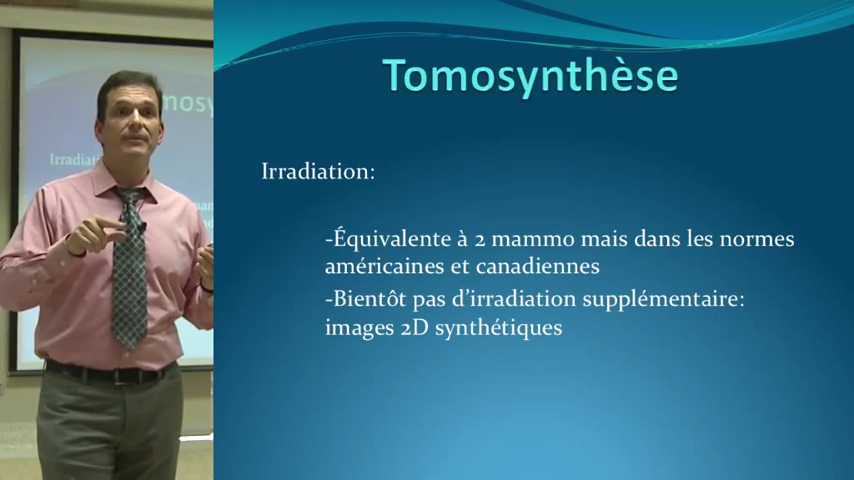 Tomosynthèse
Irradiation:
-Équivalente à 2 mammo mais dans les normes
américaines et canadiennes
-Bientôt pas d’irradiation supplémentaire:
images 2D synthétiques